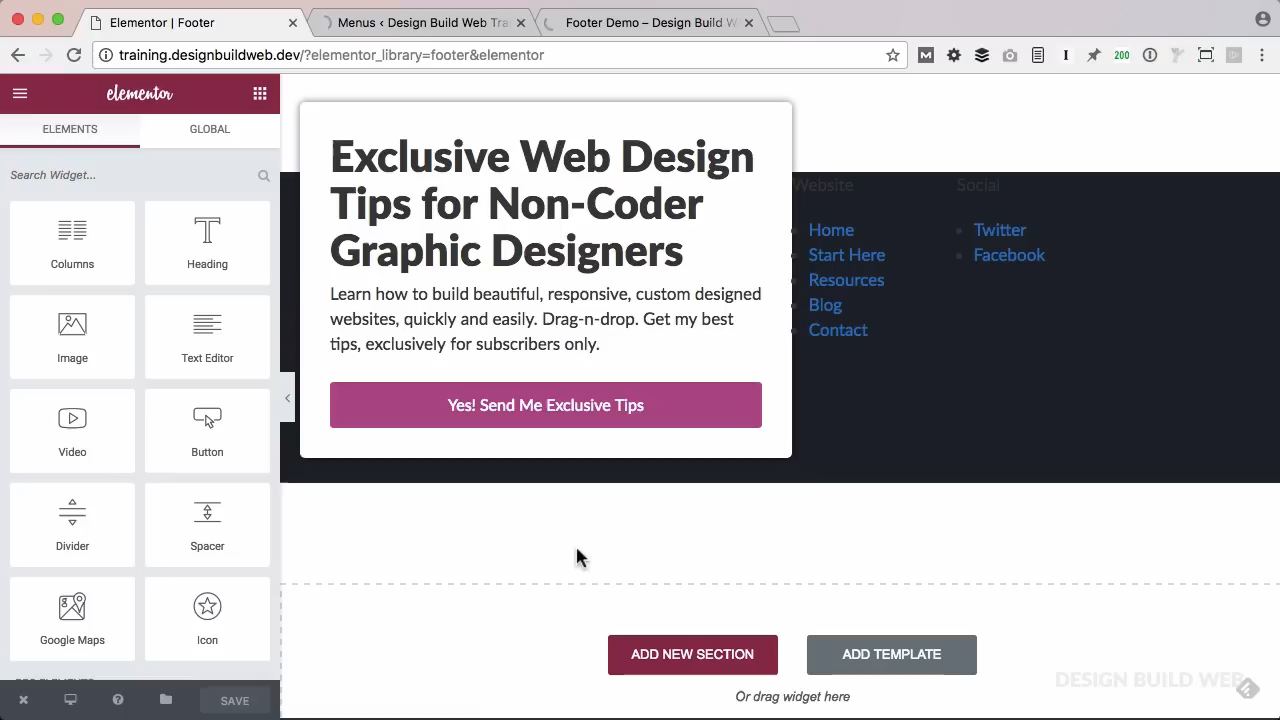 Elementor | Footer
Menus ‹ Design Build Web Tra
Footer Demo – Design Build W
training.designbuildweb.dev/?elementor_library=footer&elementor
200
elementor
ELEMENTS
GLOBAL
Search Widget...
Columns
Heading
Image
Text Editor
Video
Button
Divider
Spacer
Google Maps
Icon
SAVE
Exclusive Web Design
Tips for Non-Coder
Graphic Designers
Learn how to build beautiful, responsive, custom designed
websites, quickly and easily. Drag-n-drop. Get my best
tips, exclusively for subscribers only.
Yes! Send Me Exclusive Tips
Website
Home
Start Here
Resources
Blog
Contact
Social
Twitter
Facebook
ADD NEW SECTION
ADD TEMPLATE
Or drag widget here
DESIGN BUILD WEB